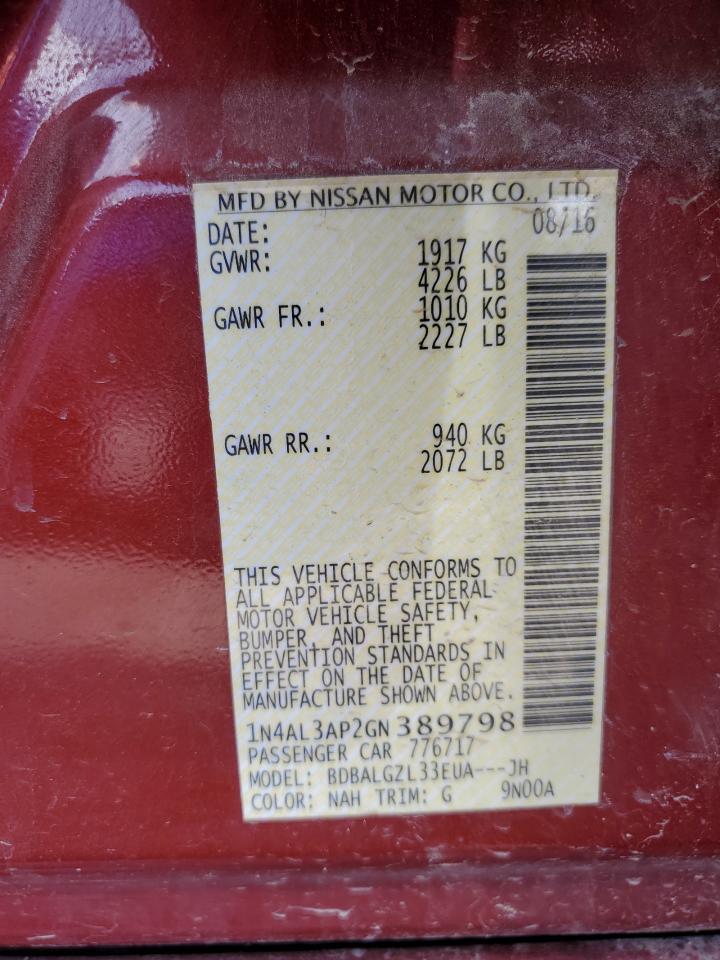 MFD BY NISSAN MOTOR CO., LTD.
DATE: 08/16
GVWR: 1917 KG
4226 LB
GAWR FR.: 1010 KG
2227 LB
GAWR RR.: 940 KG
2072 LB
THIS VEHICLE CONFORMS TO
ALL APPLICABLE FEDERAL
MOTOR VEHICLE SAFETY,
BUMPER, AND THEFT
PREVENTION STANDARDS IN
EFFECT ON THE DATE OF
MANUFACTURE SHOWN ABOVE.
1N4AL3AP2GN389798
PASSENGER CAR 776717
MODEL: BDBALGZL33EUA---JH
COLOR: NAH TRIM: G 9N00A